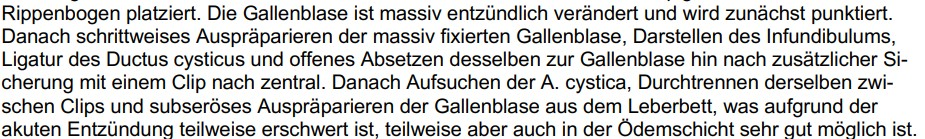 Rippenbogen platziert. Die Gallenblase ist massiv entzündlich verändert und wird zunächst punktiert.
Danach schrittweises Auspräparieren der massiv fixierten Gallenblase, Darstellen des Infundibulums,
Ligatur des Ductus cysticus und offenes Absetzen desselben zur Gallenblase hin nach zusätzlicher Si-
cherung mit einem Clip nach zentral. Danach Aufsuchen der A. cystica, Durchtrennen derselben zwi-
schen Clips und subseröses Auspräparieren der Gallenblase aus dem Leberbett, was aufgrund der
akuten Entzündung teilweise erschwert ist, teilweise aber auch in der Ödemschicht sehr gut möglich ist.